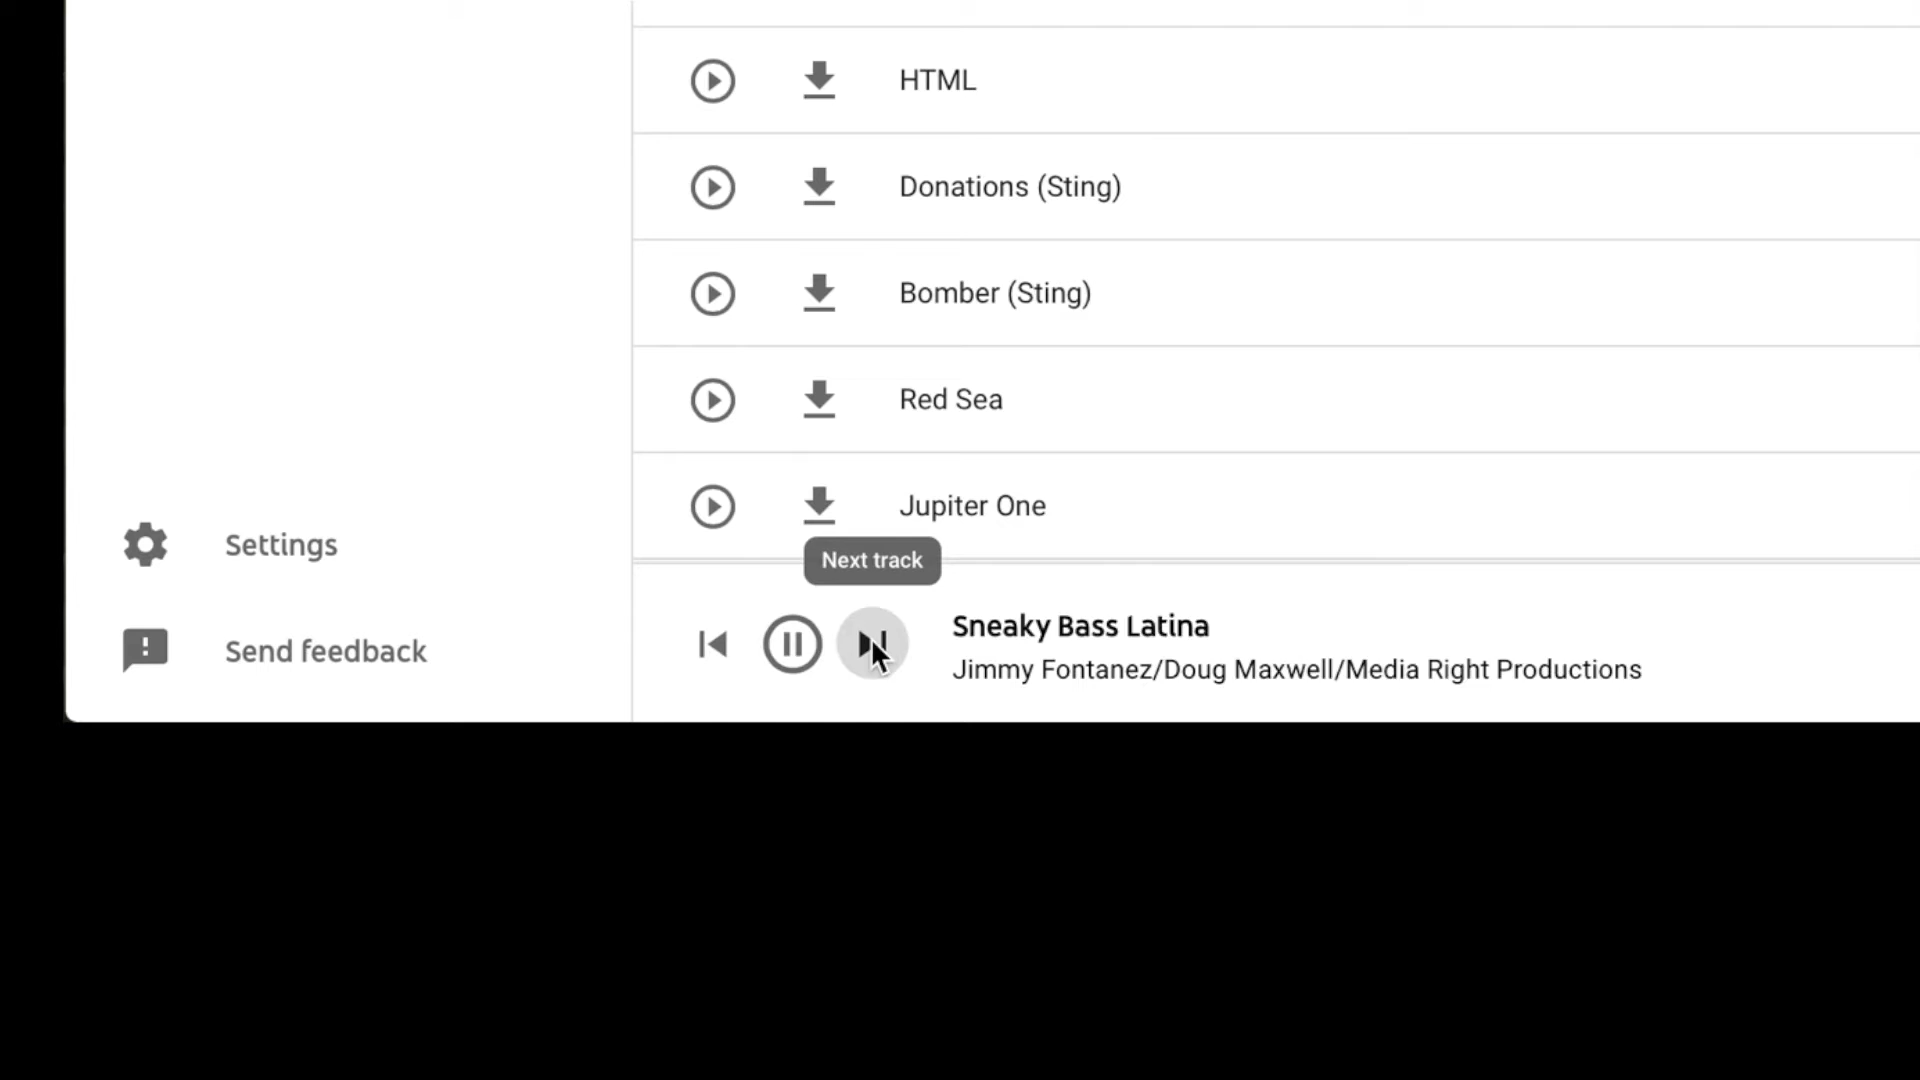 HTML
Donations (Sting)
Bomber (Sting)
Red Sea
Jupiter One
Settings
Next track
Send feedback
Sneaky Bass Latina
Jimmy Fontanez/Doug Maxwell/Media Right Productions